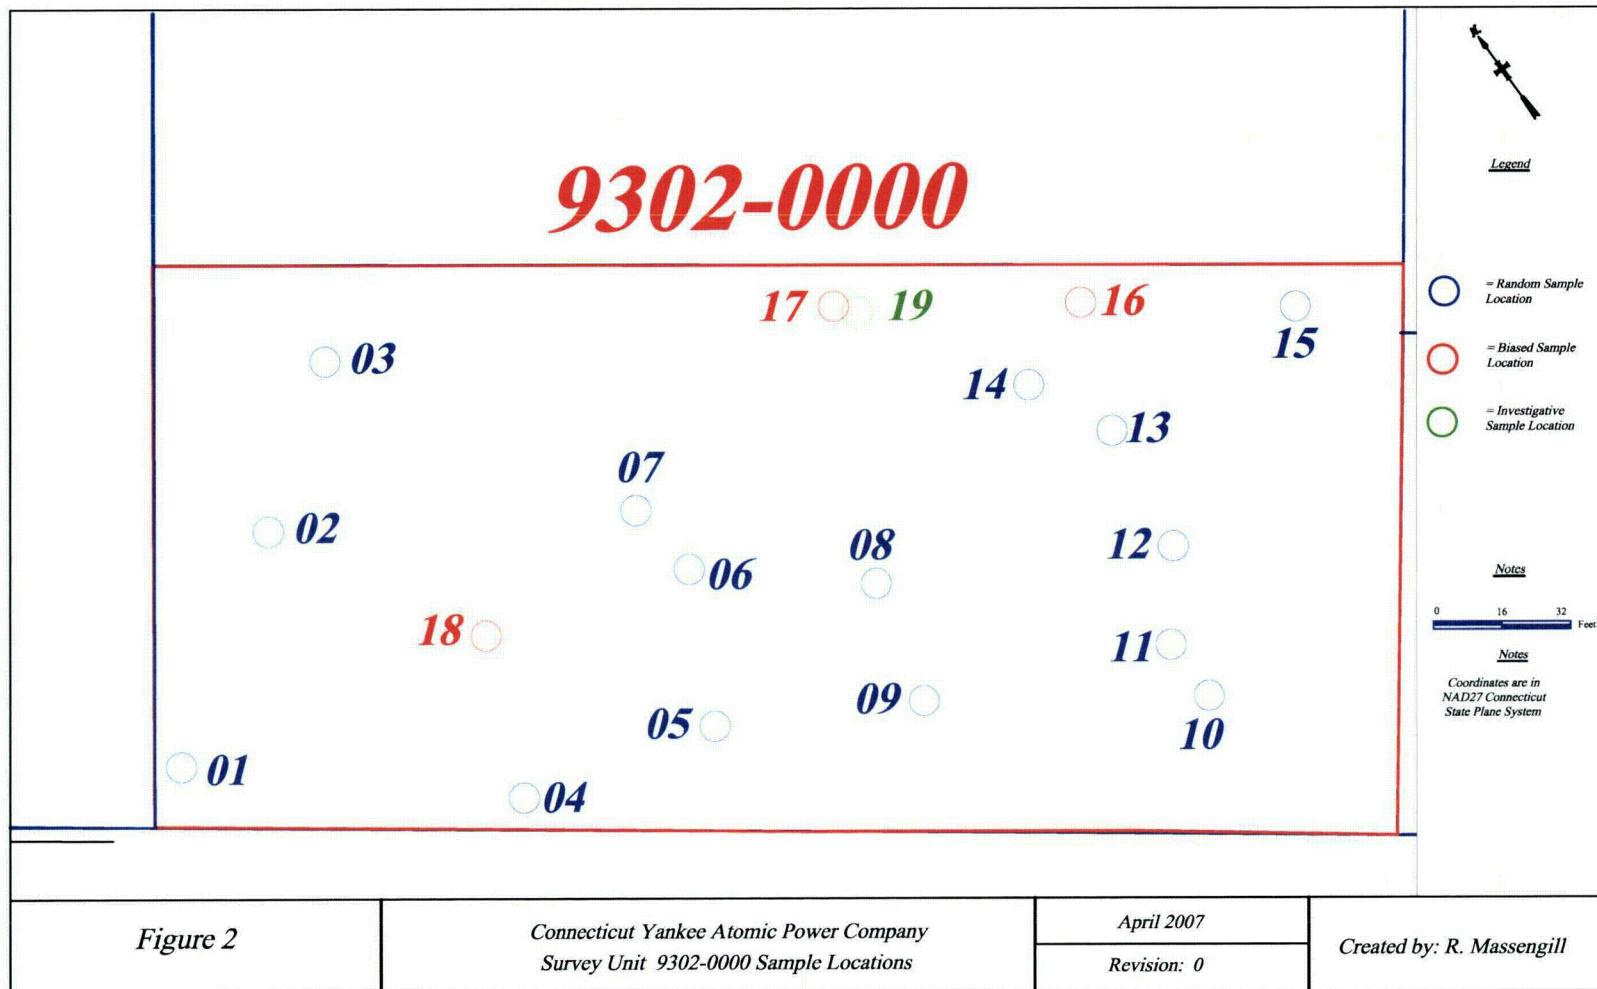 9302-0000
Legend
= Random Sample
Location
= Biased Sample
Location
= Investigative
Sample Location
17
19
16
15
03
14
13
07
02
08
12
06
18
11
09
05
10
01
04
Notes
0 16 32
Feet
Notes
Coordinates are in
NAD27 Connecticut
State Plane System
Figure 2
Connecticut Yankee Atomic Power Company
Survey Unit 9302-0000 Sample Locations
April 2007
Revision: 0
Created by: R. Massengill